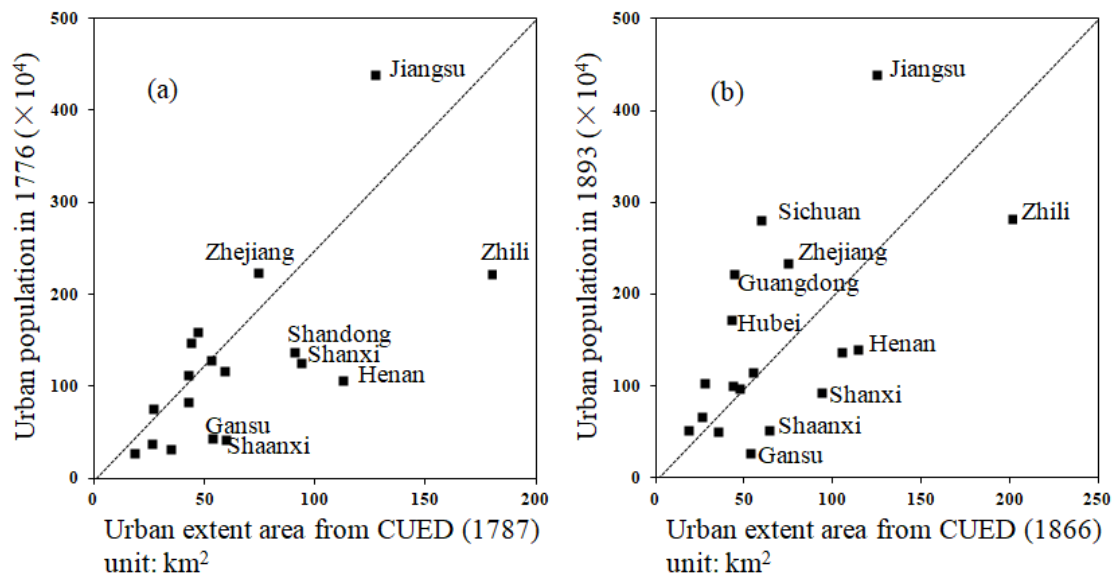 500
400
300
200
100
0
Urban population in 1776 (×10⁴)
(a)
Jiangsu
Zhejiang
Zhili
Shandong
Shanxi
Henan
Gansu
Shaanxi
0 50 100 150 200
Urban extent area from CUED (1787)
unit: km²
500
400
300
200
100
0
Urban population in 1893 (×10⁴)
(b)
Jiangsu
Sichuan
Zhili
Zhejiang
Guangdong
Hubei
Henan
Shanxi
Shaanxi
Gansu
0 50 100 150 200 250
Urban extent area from CUED (1866)
unit: km²